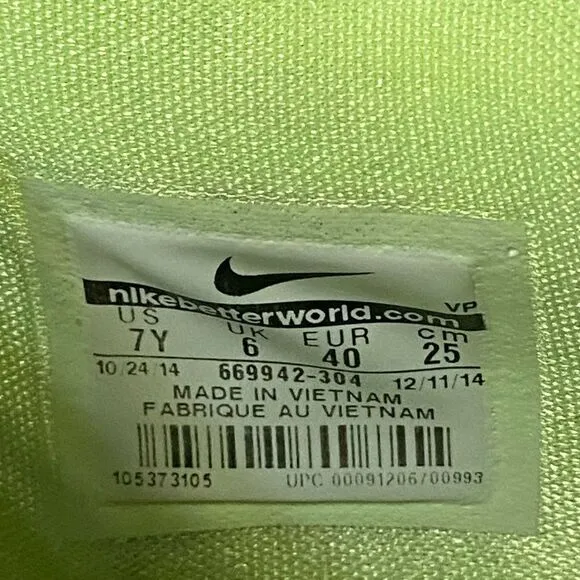 nikebetterworld.com
VP
US UK EUR cm
7Y 6 40 25
10/24/14 669942-304 12/11/14
MADE IN VIETNAM
FABRIQUE AU VIETNAM
105373105 UPC 00091206700993